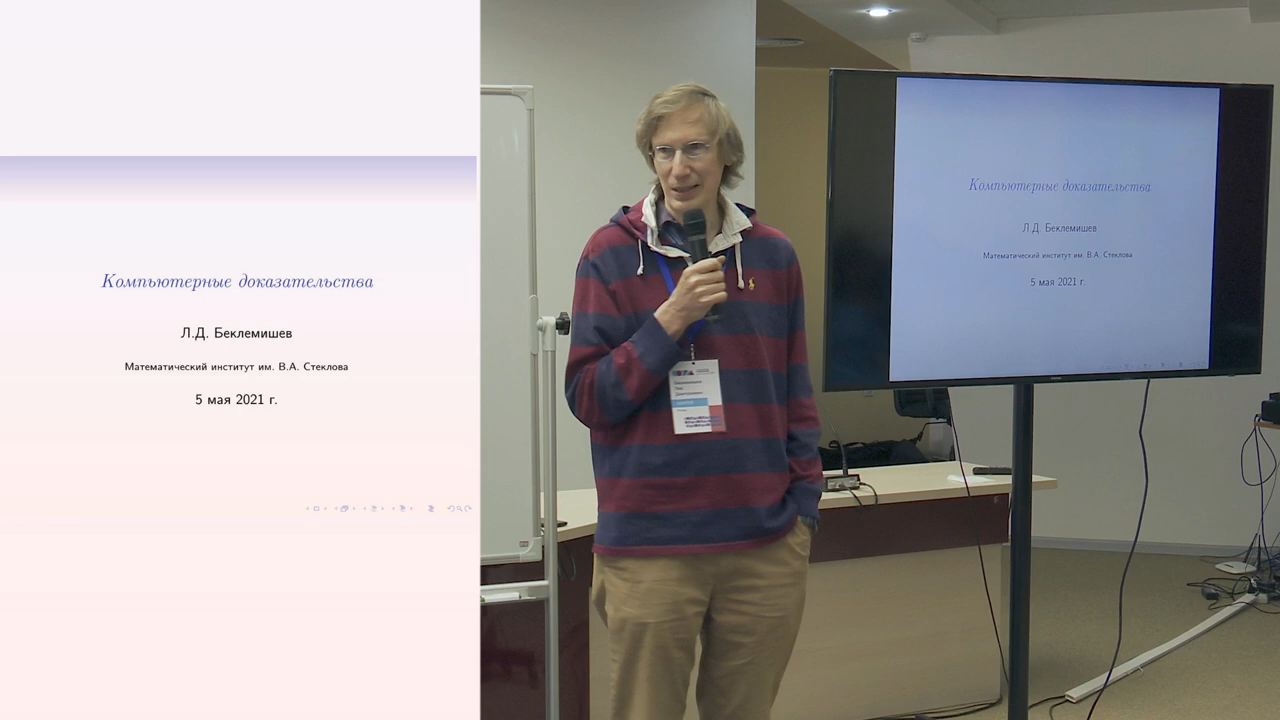 Компьютерные доказательства
Л.Д. Беклемишев
Математический институт им. В.А. Стеклова
5 мая 2021 г.
Компьютерные доказательства
Л.Д. Беклемишев
Математический институт им. В.А. Стеклова
5 мая 2021 г.